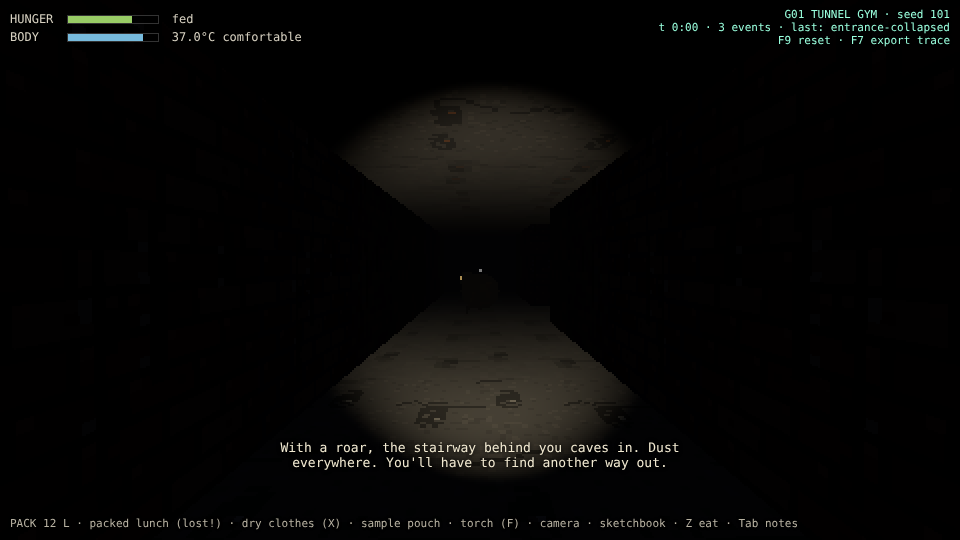 HUNGER fed
BODY 37.0°C comfortable
G01 TUNNEL GYM · seed 101
t 0:00 · 3 events · last: entrance-collapsed
F9 reset · F7 export trace
With a roar, the stairway behind you caves in. Dust
everywhere. You'll have to find another way out.
PACK 12 L · packed lunch (lost!) · dry clothes (X) · sample pouch · torch (F) · camera · sketchbook · Z eat · Tab notes